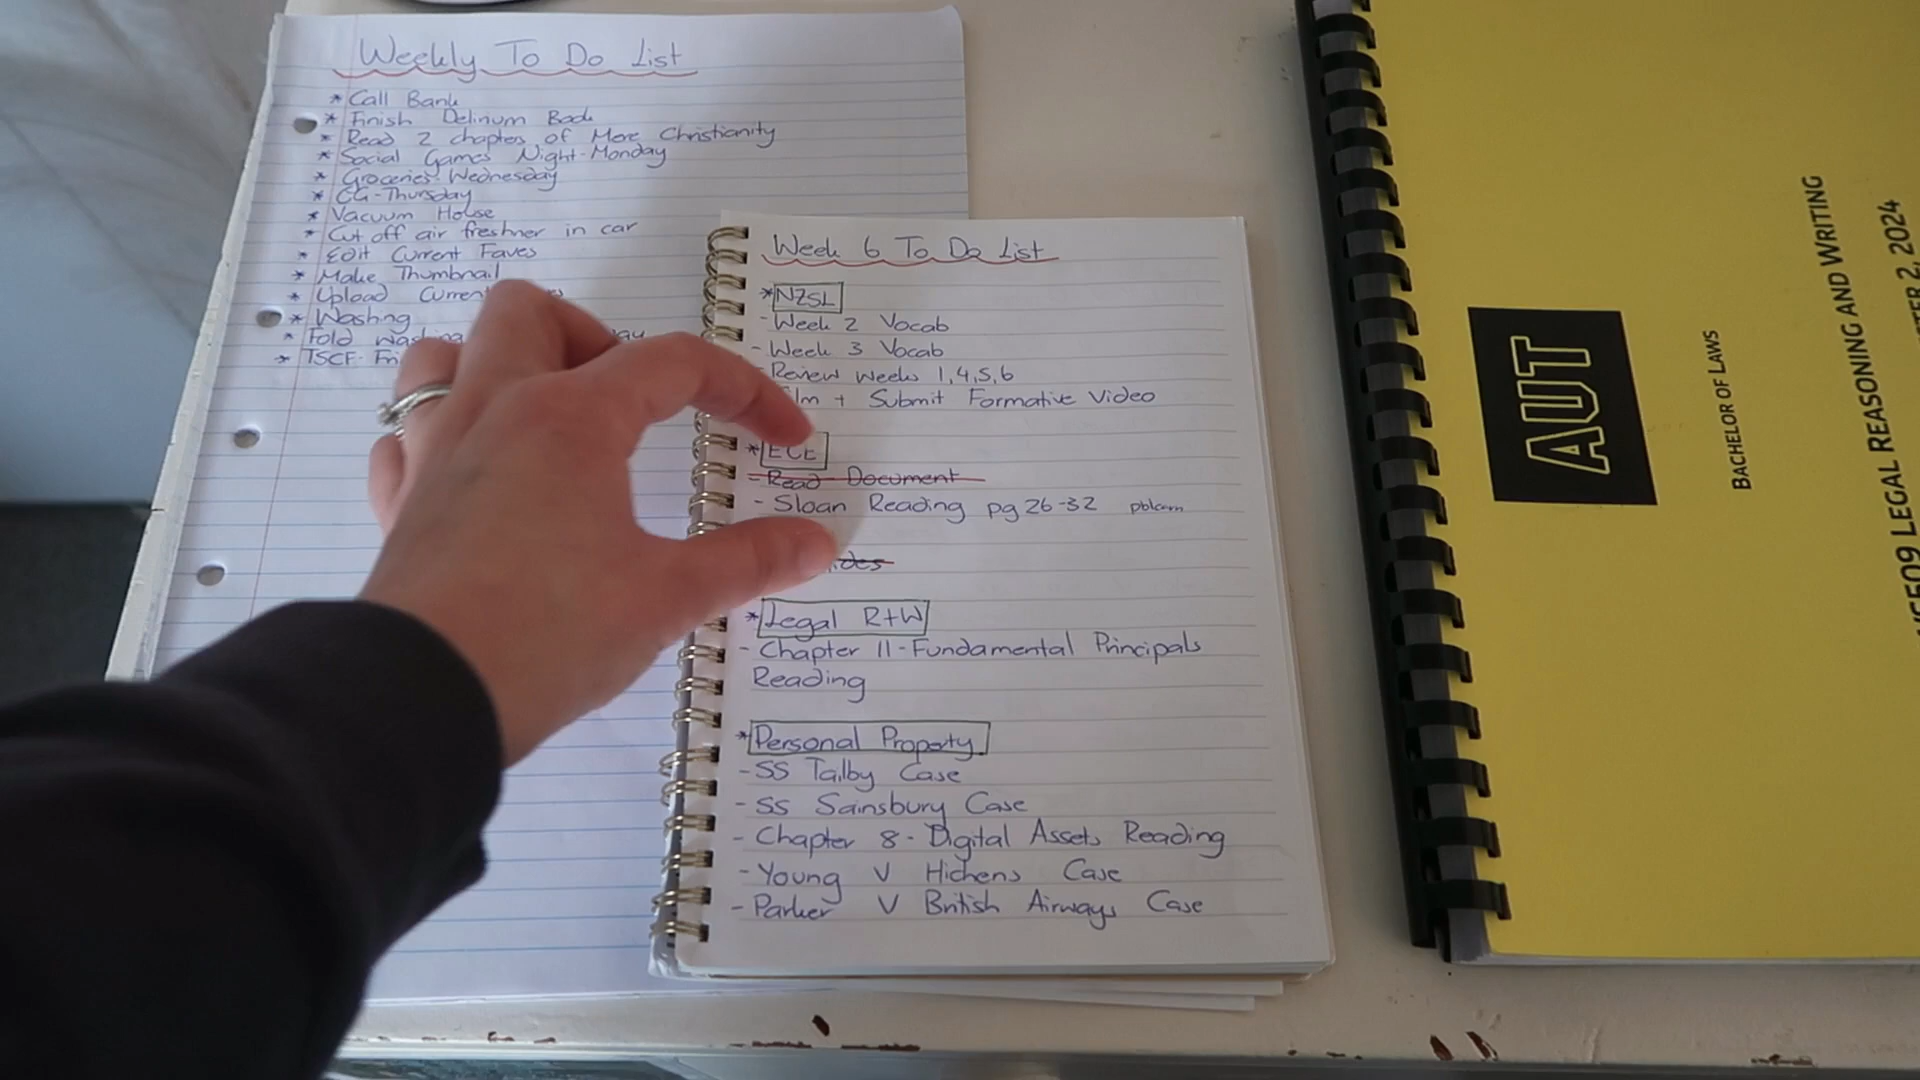 Weekly To Do List
* Call Bank
* Finish Delirium Book
* Read 2 chapters of Mere Christianity
* Social Games Night-Monday
* Groceries-Wednesday
* CG-Thursday
* Vacuum House
* Cut off air freshner in car
* Edit Current Faves
* Make Thumbnail
* Upload
* Washing
* Fold washing
* TSCF-
Week 6 To Do List
* NZSL
- Week 2 Vocab
- Week 3 Vocab
Review Weeks 1,4,5,6
+ Submit Formative Video
* ECE
- Read Document
- Sloan Reading pg 26-32
* Legal R+W
- Chapter 11-Fundamental Principals
Reading
* Personal Property
- SS Tailby Case
- SS Sainsbury Case
- Chapter 8-Digital Assets Reading
- Young V Hichens Case
- Parker V British Airways Case
AUT
BACHELOR OF LAWS
LEGAL REASONING AND WRITING
2, 2024